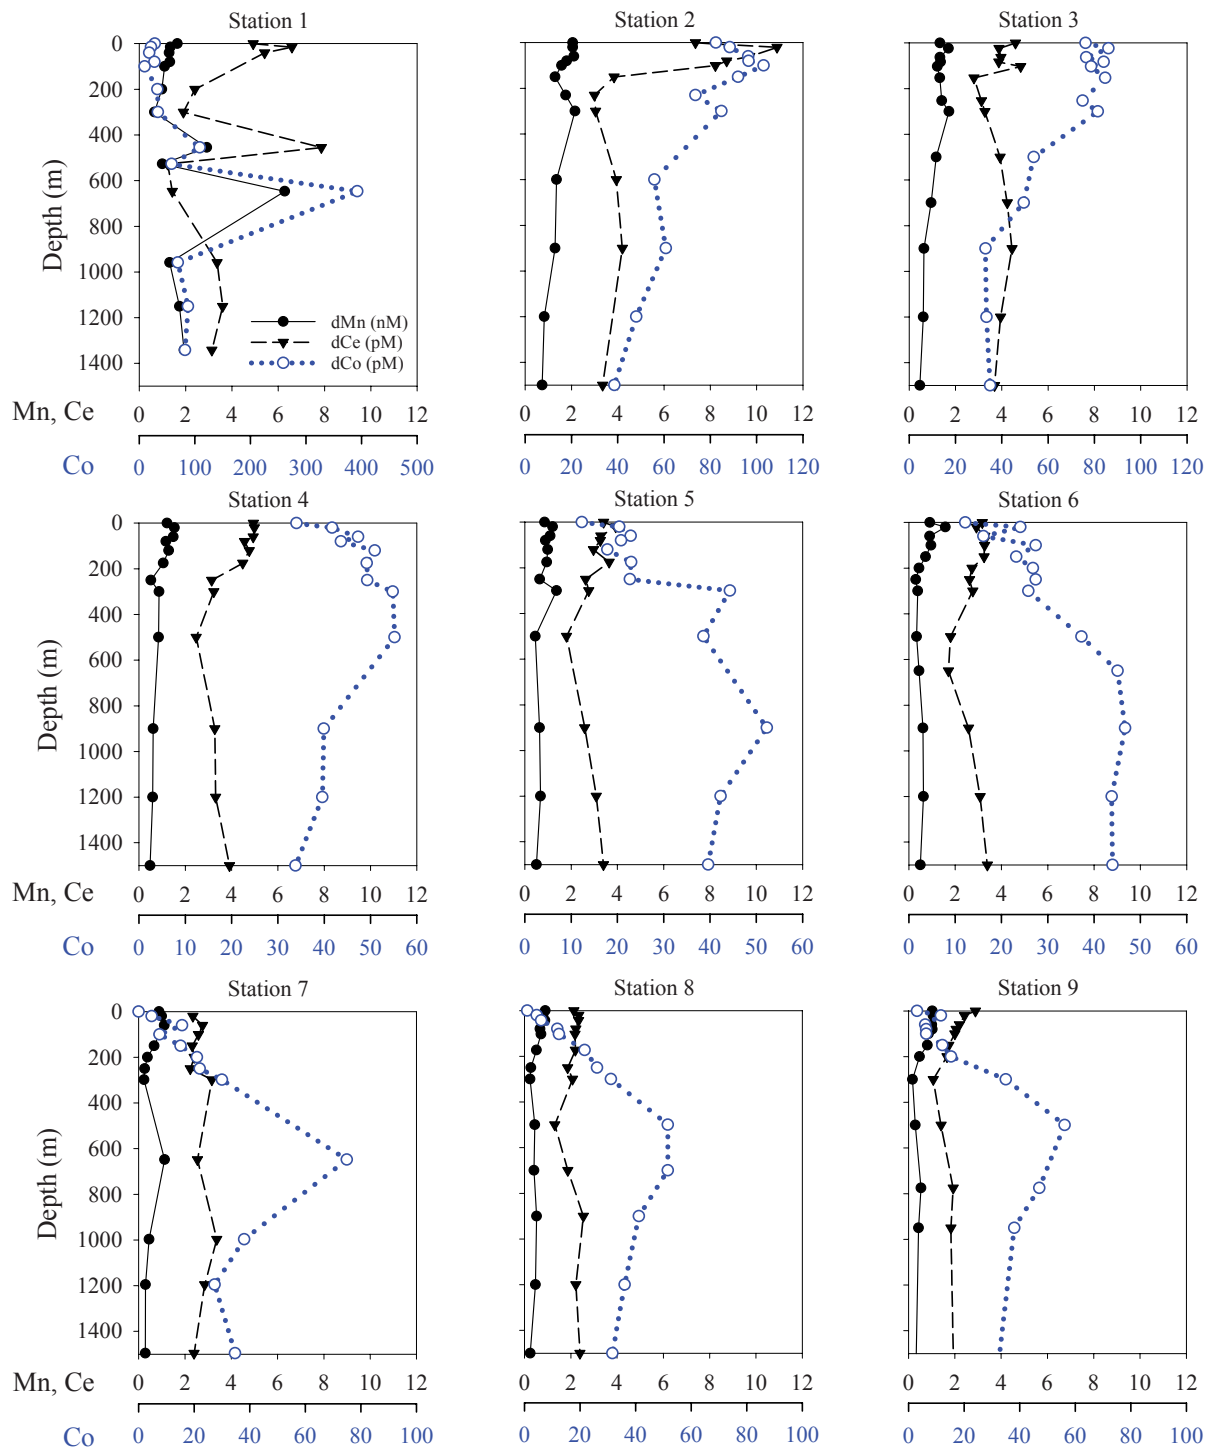 Station 1
Station 2
Station 3
0
200
400
600
800
1000
1200
1400
Depth (m)
dMn (nM)
dCe (pM)
dCo (pM)
Mn, Ce
0 2 4 6 8 10 12
0 2 4 6 8 10 12
0 2 4 6 8 10 12
Co
0 100 200 300 400 500
0 20 40 60 80 100 120
0 20 40 60 80 100 120
Station 4
Station 5
Station 6
0
200
400
600
800
1000
1200
1400
Depth (m)
Mn, Ce
0 2 4 6 8 10 12
0 2 4 6 8 10 12
0 2 4 6 8 10 12
Co
0 10 20 30 40 50 60
0 10 20 30 40 50 60
0 10 20 30 40 50 60
Station 7
Station 8
Station 9
0
200
400
600
800
1000
1200
1400
Depth (m)
Mn, Ce
0 2 4 6 8 10 12
0 2 4 6 8 10 12
0 2 4 6 8 10 12
Co
0 20 40 60 80 100
0 20 40 60 80 100
0 20 40 60 80 100